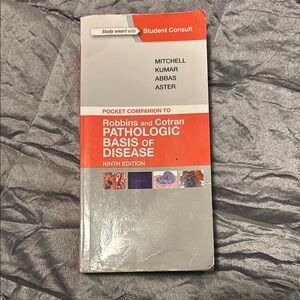 Study smart with Student Consult
MITCHELL
KUMAR
ABBAS
ASTER
POCKET COMPANION TO
Robbins and Cotran
PATHOLOGIC
BASIS OF
DISEASE
NINTH EDITION